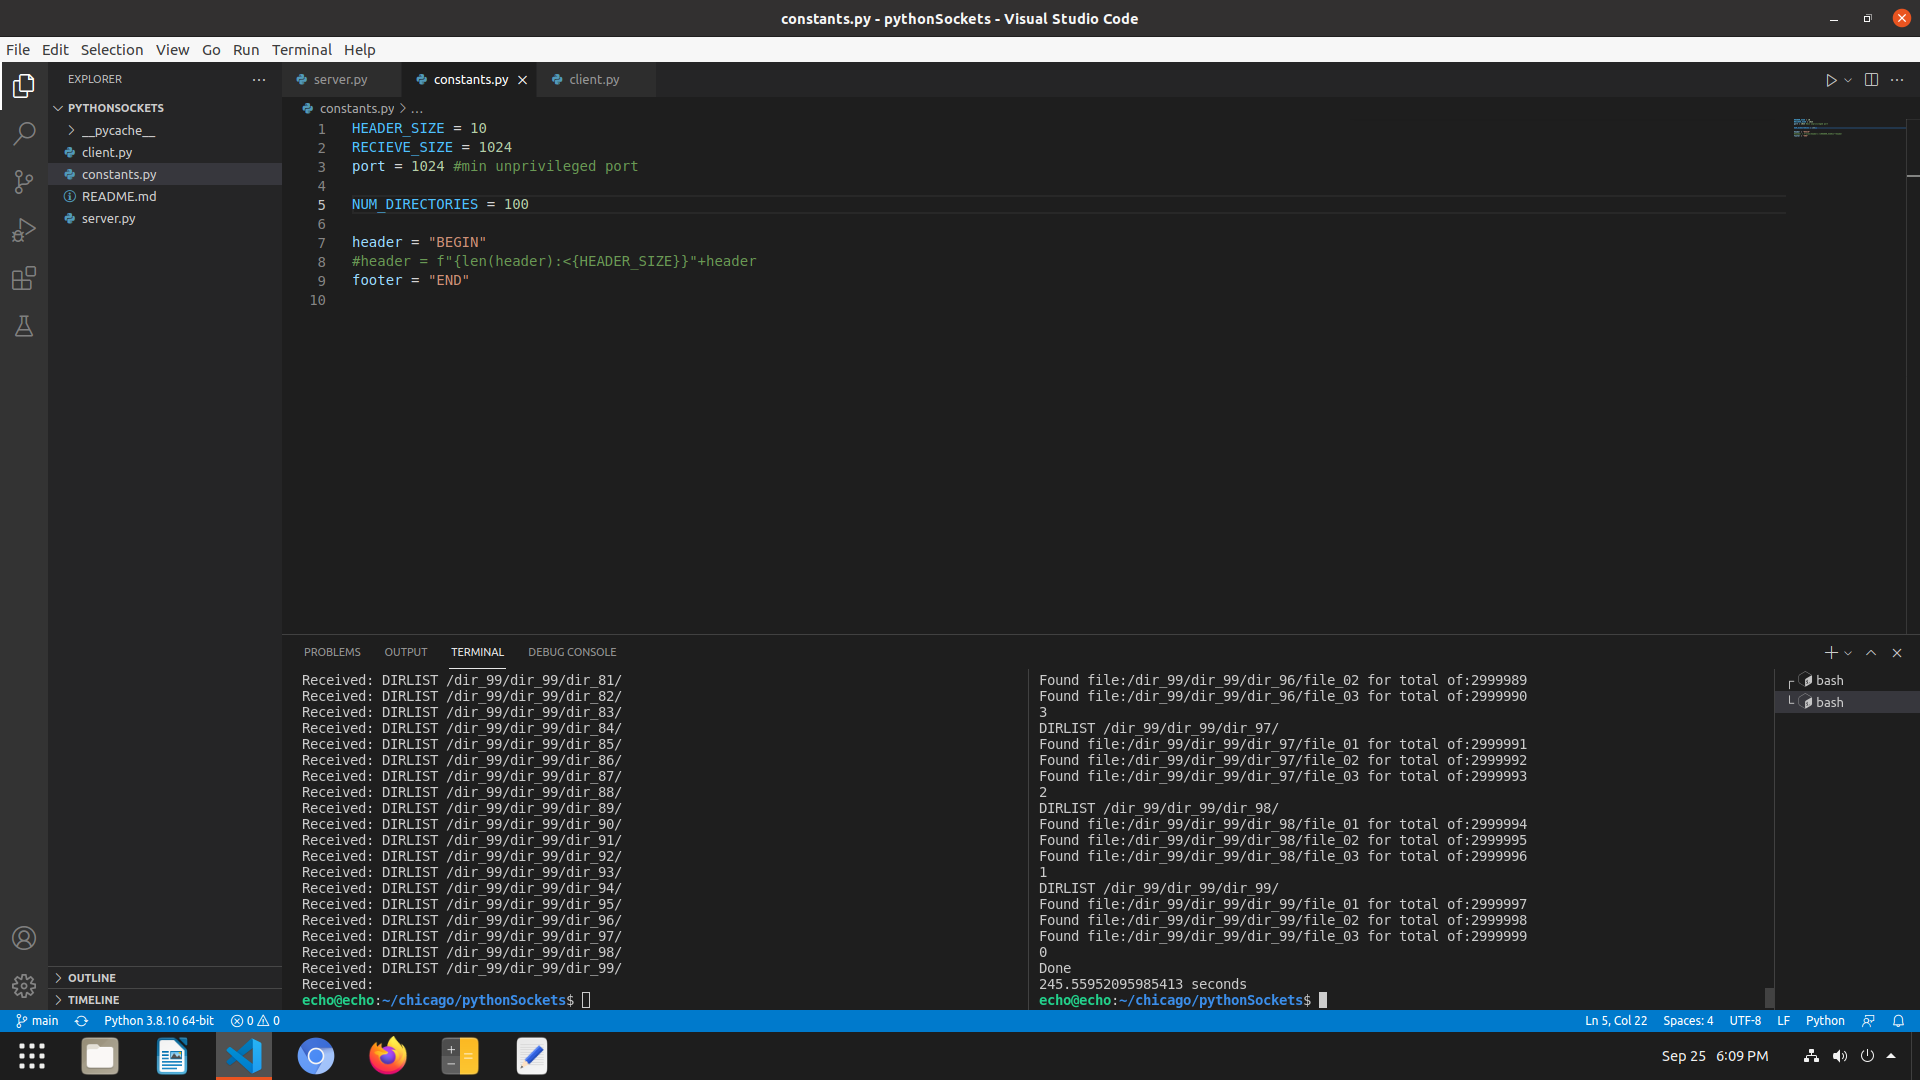 constants.py - pythonSockets - Visual Studio Code
File Edit Selection View Go Run Terminal Help
EXPLORER
PYTHONSOCKETS
__pycache__
client.py
constants.py
README.md
server.py
OUTLINE
TIMELINE
server.py constants.py client.py
constants.py > ...
1 HEADER_SIZE = 10
2 RECIEVE_SIZE = 1024
3 port = 1024 #min unprivileged port
4
5 NUM_DIRECTORIES = 100
6
7 header = "BEGIN"
8 #header = f"{len(header):<{HEADER_SIZE}}"+header
9 footer = "END"
10
PROBLEMS OUTPUT TERMINAL DEBUG CONSOLE
Received: DIRLIST /dir_99/dir_99/dir_81/
Received: DIRLIST /dir_99/dir_99/dir_82/
Received: DIRLIST /dir_99/dir_99/dir_83/
Received: DIRLIST /dir_99/dir_99/dir_84/
Received: DIRLIST /dir_99/dir_99/dir_85/
Received: DIRLIST /dir_99/dir_99/dir_86/
Received: DIRLIST /dir_99/dir_99/dir_87/
Received: DIRLIST /dir_99/dir_99/dir_88/
Received: DIRLIST /dir_99/dir_99/dir_89/
Received: DIRLIST /dir_99/dir_99/dir_90/
Received: DIRLIST /dir_99/dir_99/dir_91/
Received: DIRLIST /dir_99/dir_99/dir_92/
Received: DIRLIST /dir_99/dir_99/dir_93/
Received: DIRLIST /dir_99/dir_99/dir_94/
Received: DIRLIST /dir_99/dir_99/dir_95/
Received: DIRLIST /dir_99/dir_99/dir_96/
Received: DIRLIST /dir_99/dir_99/dir_97/
Received: DIRLIST /dir_99/dir_99/dir_98/
Received: DIRLIST /dir_99/dir_99/dir_99/
Received:
echo@echo:~/chicago/pythonSockets$
Found file:/dir_99/dir_99/dir_96/file_02 for total of:2999989
Found file:/dir_99/dir_99/dir_96/file_03 for total of:2999990
3
DIRLIST /dir_99/dir_99/dir_97/
Found file:/dir_99/dir_99/dir_97/file_01 for total of:2999991
Found file:/dir_99/dir_99/dir_97/file_02 for total of:2999992
Found file:/dir_99/dir_99/dir_97/file_03 for total of:2999993
2
DIRLIST /dir_99/dir_99/dir_98/
Found file:/dir_99/dir_99/dir_98/file_01 for total of:2999994
Found file:/dir_99/dir_99/dir_98/file_02 for total of:2999995
Found file:/dir_99/dir_99/dir_98/file_03 for total of:2999996
1
DIRLIST /dir_99/dir_99/dir_99/
Found file:/dir_99/dir_99/dir_99/file_01 for total of:2999997
Found file:/dir_99/dir_99/dir_99/file_02 for total of:2999998
Found file:/dir_99/dir_99/dir_99/file_03 for total of:2999999
0
Done
245.55952095985413 seconds
echo@echo:~/chicago/pythonSockets$
bash
bash
main Python 3.8.10 64-bit 0 0 Ln 5, Col 22 Spaces: 4 UTF-8 LF Python
Sep 25 6:09 PM